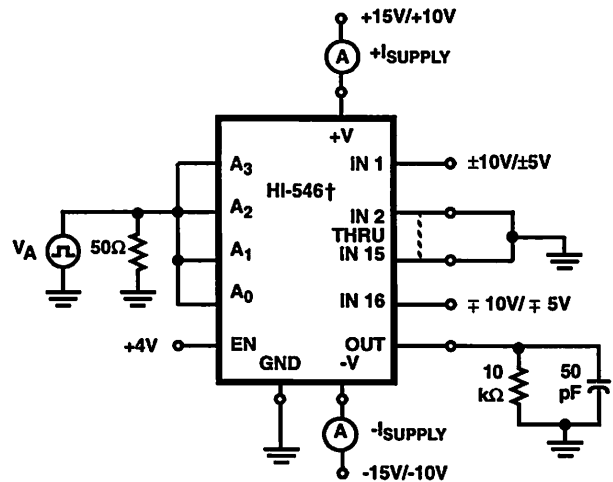 +15V/+10V
A
+ISUPPLY
+V
A3
IN 1
±10V/±5V
HI-546†
A2
IN 2
THRU
VA
50Ω
A1
IN 15
A0
IN 16
∓ 10V/ ∓ 5V
+4V
EN
OUT
GND
-V
10
kΩ
50
pF
A
-ISUPPLY
-15V/-10V